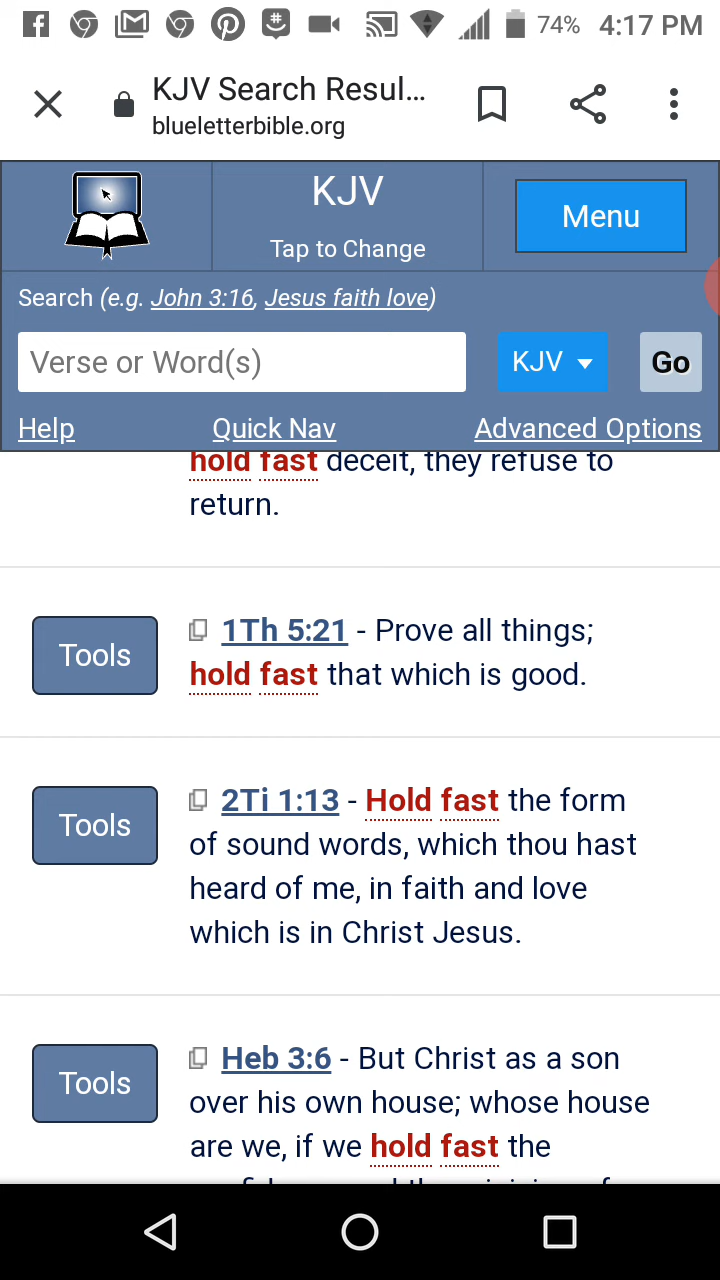 74% 4:17 PM
KJV Search Resul...
blueletterbible.org
KJV
Tap to Change
Menu
Search (e.g. John 3:16, Jesus faith love)
Verse or Word(s)
KJV
Go
Help Quick Nav Advanced Options
hold fast deceit, they refuse to
return.
Tools
1Th 5:21 - Prove all things;
hold fast that which is good.
Tools
2Ti 1:13 - Hold fast the form
of sound words, which thou hast
heard of me, in faith and love
which is in Christ Jesus.
Tools
Heb 3:6 - But Christ as a son
over his own house; whose house
are we, if we hold fast the